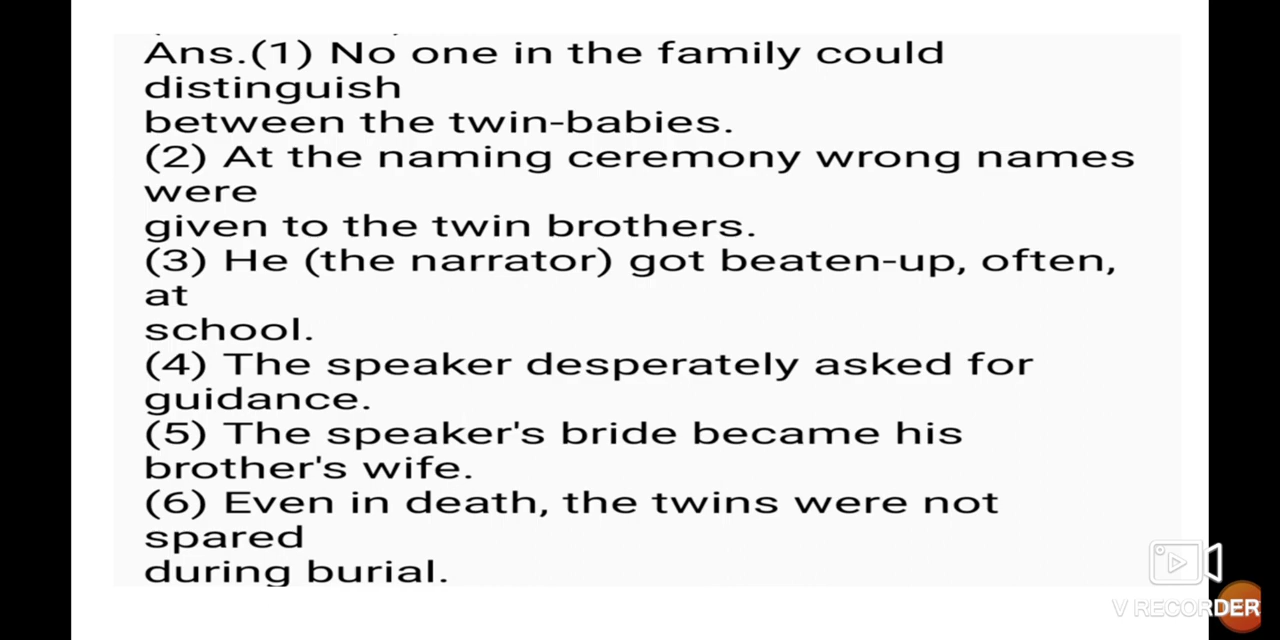 Ans.(1) No one in the family could
distinguish
between the twin-babies.
(2) At the naming ceremony wrong names
were
given to the twin brothers.
(3) He (the narrator) got beaten-up, often,
at
school.
(4) The speaker desperately asked for
guidance.
(5) The speaker's bride became his
brother's wife.
(6) Even in death, the twins were not
spared
during burial.
V RECORDER